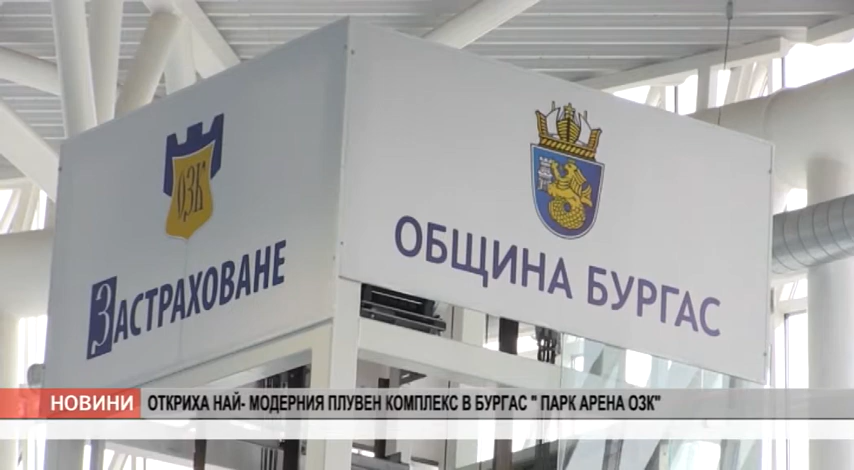 ОЗК
ЗАСТРАХОВАНЕ
ОБЩИНА БУРГАС
НОВИНИ
ОТКРИХА НАЙ- МОДЕРНИЯ ПЛУВЕН КОМПЛЕКС В БУРГАС " ПАРК АРЕНА ОЗК"